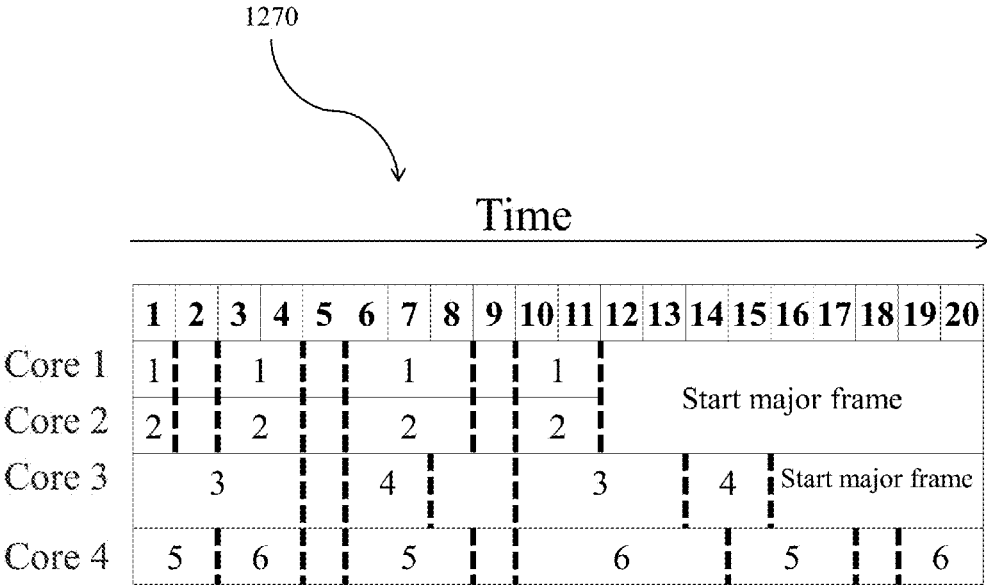 1270
Time
1 2 3 4 5 6 7 8 9 10 11 12 13 14 15 16 17 18 19 20
Core 1 1 1 1 1
Start major frame
Core 2 2 2 2 2
Core 3 3 4 3 4 Start major frame
Core 4 5 6 5 6 5 6